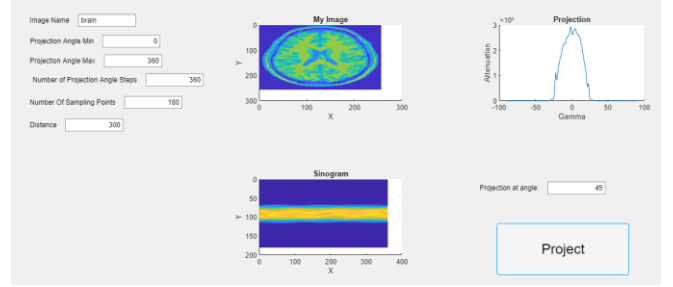 Image Name brain
Projection Angle Min 0
Projection Angle Max 360
Number of Projection Angle Steps 360
Number Of Sampling Points 180
Distance 300
My Image
0
100
200
300
Y
0 100 200 300
X
Projection
×10⁴
3
2
1
0
Attenuation
-100 -50 0 50 100
Gamma
Sinogram
0
50
100
150
200
Y
0 100 200 300 400
X
Projection at angle: 45
Project